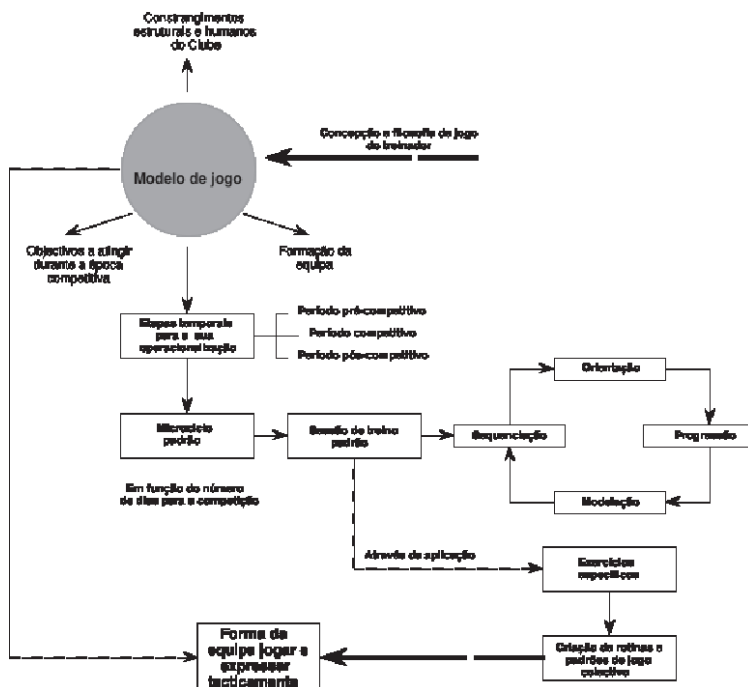 Constrangimentos
estruturais e humanos
do Clube
Concepção e filosofia de jogo
do treinador
Modelo de jogo
Objectivos a atingir
durante a época
competitiva
Formação da
equipa
Etapas temporais
para a sua
operacionalização
Período pré-competitivo
Período competitivo
Período pós-competitivo
Orientação
Microciclo
padrão
Sessão de treino
padrão
Sequenciação
Progressão
Em função do número
de dias para a competição
Modelação
Através da aplicação
Exercícios
específicos
Forma da
equipa jogar e
expressar
tacticamente
Criação de rotinas e
padrões de jogo
colectivo